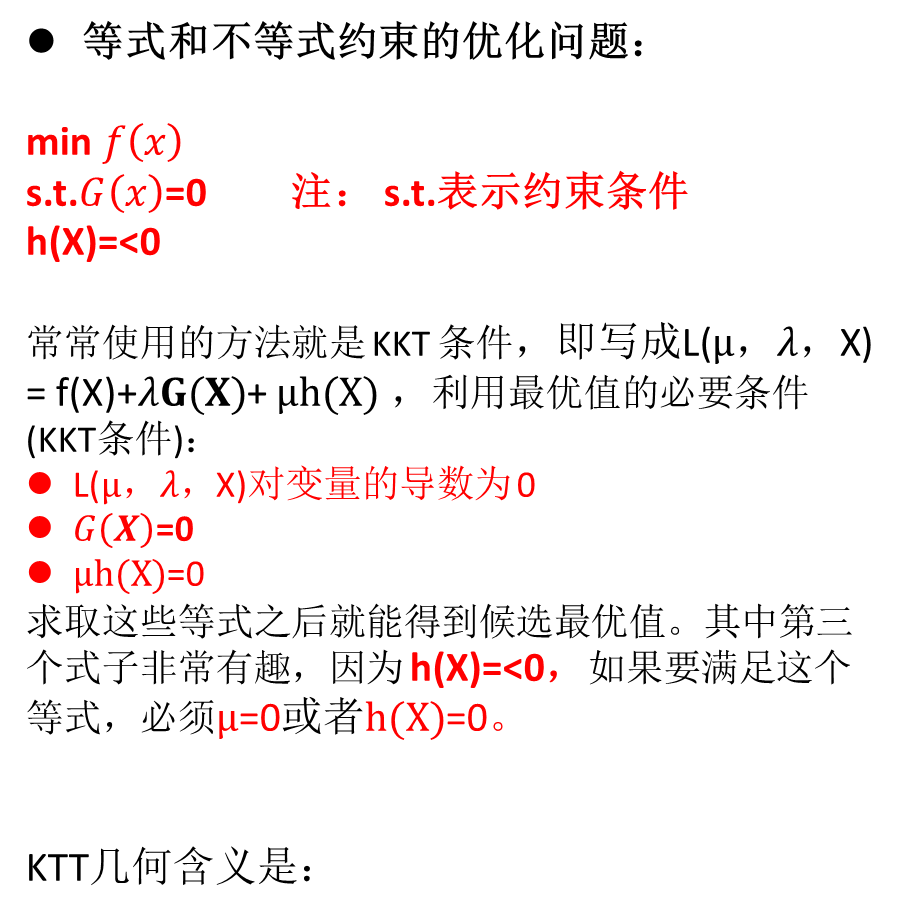 ● 等式和不等式约束的优化问题：
min 𝑓(𝑥)
s.t.𝐺(𝑥)=0 注： s.t.表示约束条件
h(X)=<0
常常使用的方法就是KKT条件，即写成L(μ，𝜆，X)
= f(X)+𝜆𝐆(𝐗)+ μh(X) ，利用最优值的必要条件
(KKT条件)：
● L(μ，𝜆，X)对变量的导数为0
● 𝐺(𝑿)=0
● μh(X)=0
求取这些等式之后就能得到候选最优值。其中第三
个式子非常有趣，因为h(X)=<0，如果要满足这个
等式，必须μ=0或者h(X)=0。
KTT几何含义是：